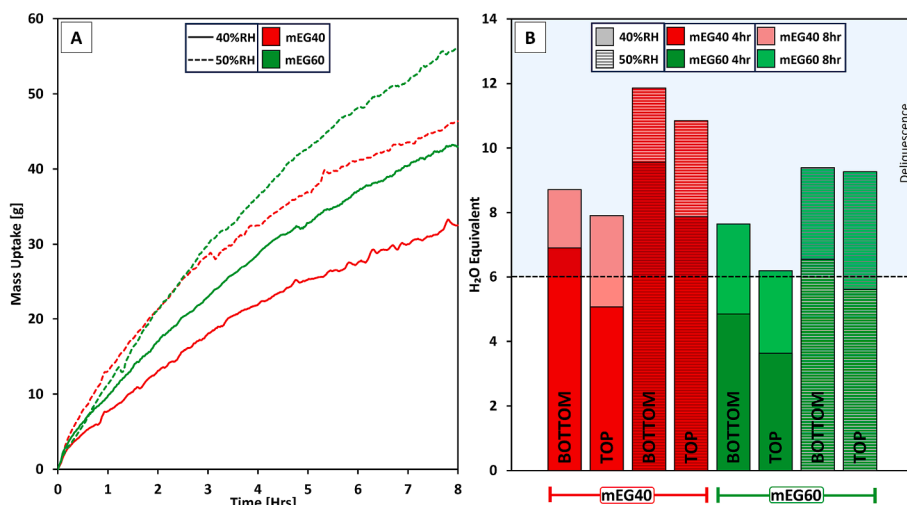 A
40%RH
mEG40
50%RH
mEG60
Mass Uptake [g]
60
50
40
30
20
10
0
0 1 2 3 4 5 6 7 8
Time [Hrs]
B
40%RH
mEG40 4hr
mEG40 8hr
50%RH
mEG60 4hr
mEG60 8hr
H₂O Equivalent
14
12
10
8
6
4
2
0
Deliquescence
BOTTOM
TOP
BOTTOM
TOP
BOTTOM
TOP
BOTTOM
TOP
mEG40
mEG60